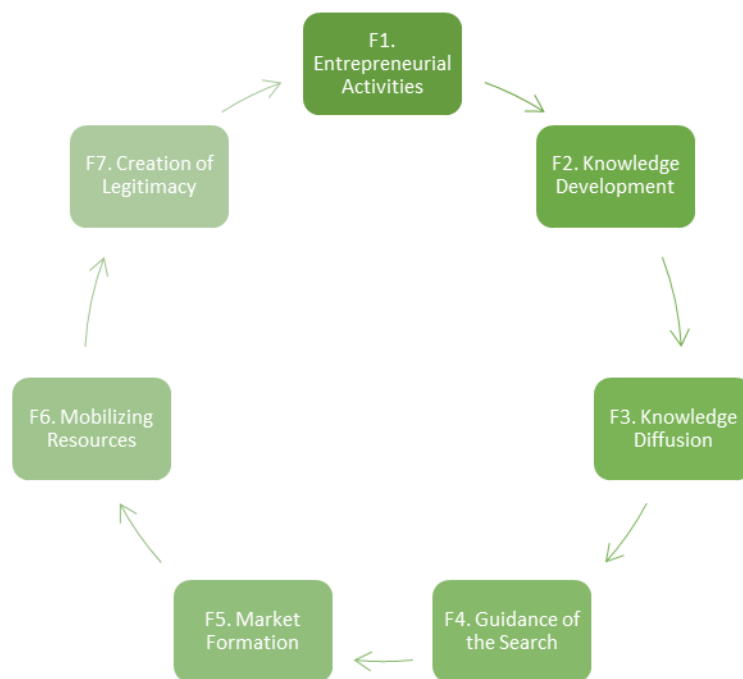 F1.
Entrepreneurial
Activities
F2. Knowledge
Development
F3. Knowledge
Diffusion
F4. Guidance of
the Search
F5. Market
Formation
F6. Mobilizing
Resources
F7. Creation of
Legitimacy